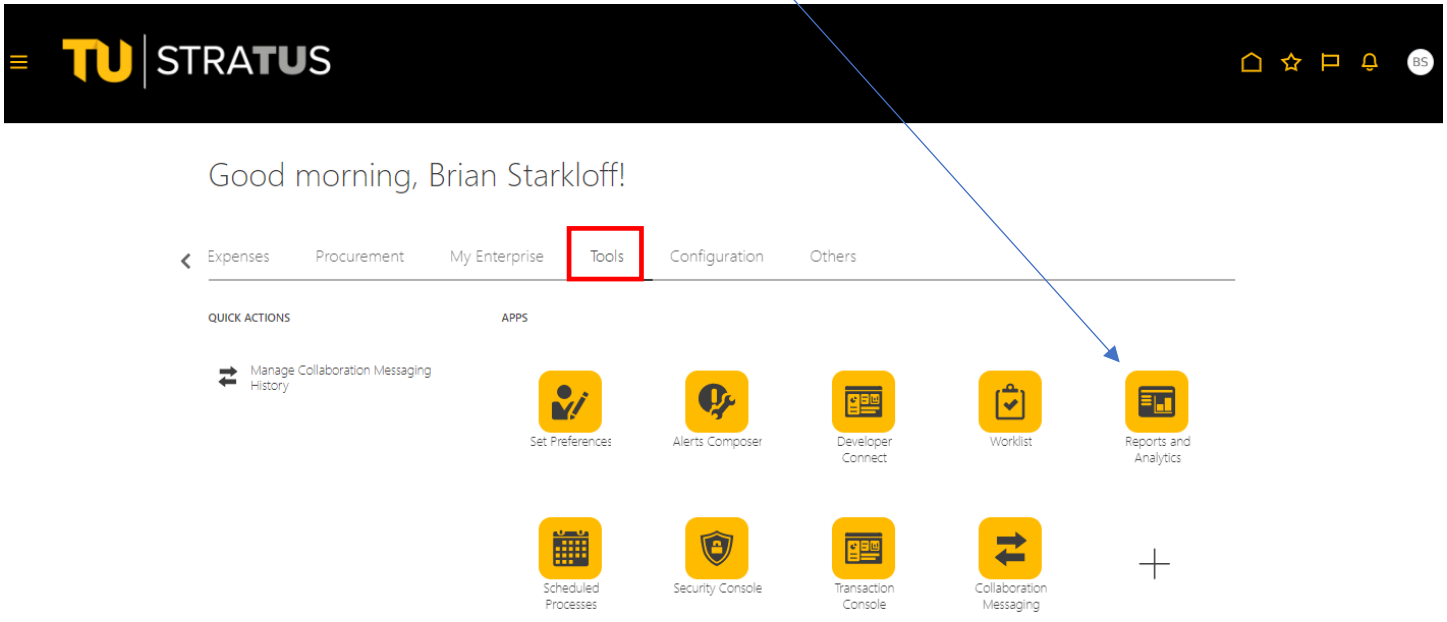 TU STRATUS
BS
Good morning, Brian Starkloff!
Expenses Procurement My Enterprise Tools Configuration Others
QUICK ACTIONS APPS
Manage Collaboration Messaging
History
Set Preferences Alerts Composer Developer
Connect Worklist Reports and
Analytics
Scheduled
Processes Security Console Transaction
Console Collaboration
Messaging